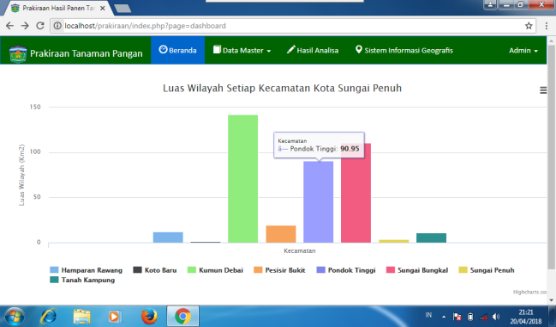 Prakiraan Hasil Panen Tan
localhost/prakiraan/index.php?page=dashboard
Prakiraan Tanaman Pangan
Beranda
Data Master
Hasil Analisa
Sistem Informasi Geografis
Admin
Luas Wilayah Setiap Kecamatan Kota Sungai Penuh
Luas Wilayah (Km2)
150
100
50
0
Kecamatan
Pondok Tinggi: 90.95
Kecamatan
Hamparan Rawang
Koto Baru
Kumun Debai
Pesisir Bukit
Pondok Tinggi
Sungai Bungkal
Sungai Penuh
Tanah Kampung
Highcharts.co
IN
21:21
20/04/2018